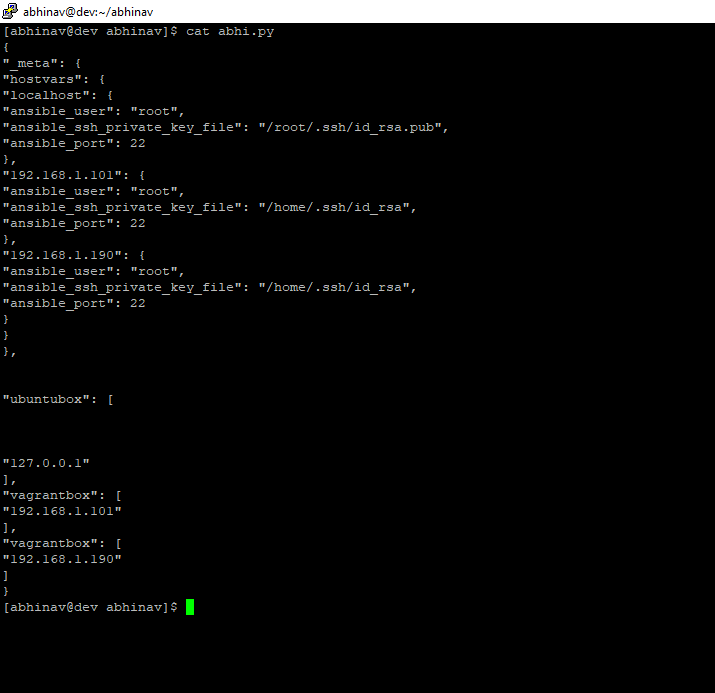 abhinav@dev:~/abhinav
[abhinav@dev abhinav]$ cat abhi.py
{
"_meta": {
"hostvars": {
"localhost": {
"ansible_user": "root",
"ansible_ssh_private_key_file": "/root/.ssh/id_rsa.pub",
"ansible_port": 22
},
"192.168.1.101": {
"ansible_user": "root",
"ansible_ssh_private_key_file": "/home/.ssh/id_rsa",
"ansible_port": 22
},
"192.168.1.190": {
"ansible_user": "root",
"ansible_ssh_private_key_file": "/home/.ssh/id_rsa",
"ansible_port": 22
}
}
},
"ubuntubox": [
"127.0.0.1"
],
"vagrantbox": [
"192.168.1.101"
],
"vagrantbox": [
"192.168.1.190"
]
}
[abhinav@dev abhinav]$